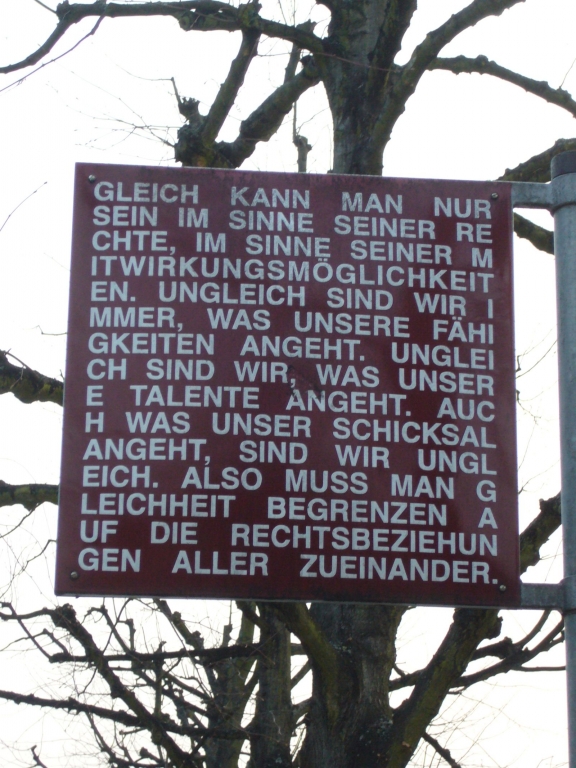 GLEICH KANN MAN NUR
SEIN IM SINNE SEINER RE
CHTE, IM SINNE SEINER M
ITWIRKUNGSMÖGLICHKEIT
EN. UNGLEICH SIND WIR I
MMER, WAS UNSERE FÄHI
GKEITEN ANGEHT. UNGLEI
CH SIND WIR, WAS UNSER
E TALENTE ANGEHT. AUC
H WAS UNSER SCHICKSAL
ANGEHT, SIND WIR UNGL
EICH. ALSO MUSS MAN G
LEICHHEIT BEGRENZEN A
UF DIE RECHTSBEZIEHUN
GEN ALLER ZUEINANDER.